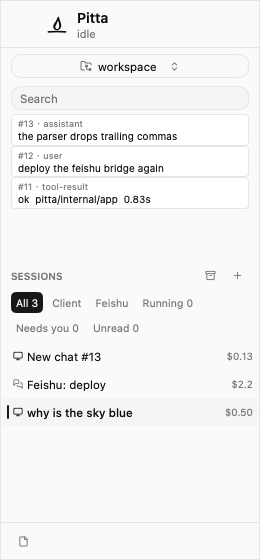 Pitta
idle
workspace
Search
#13 · assistant
the parser drops trailing commas
#12 · user
deploy the feishu bridge again
#11 · tool-result
ok  pitta/internal/app  0.83s
SESSIONS
All 3 Client Feishu Running 0
Needs you 0 Unread 0
New chat #13 $0.13
Feishu: deploy $2.2
why is the sky blue $0.50